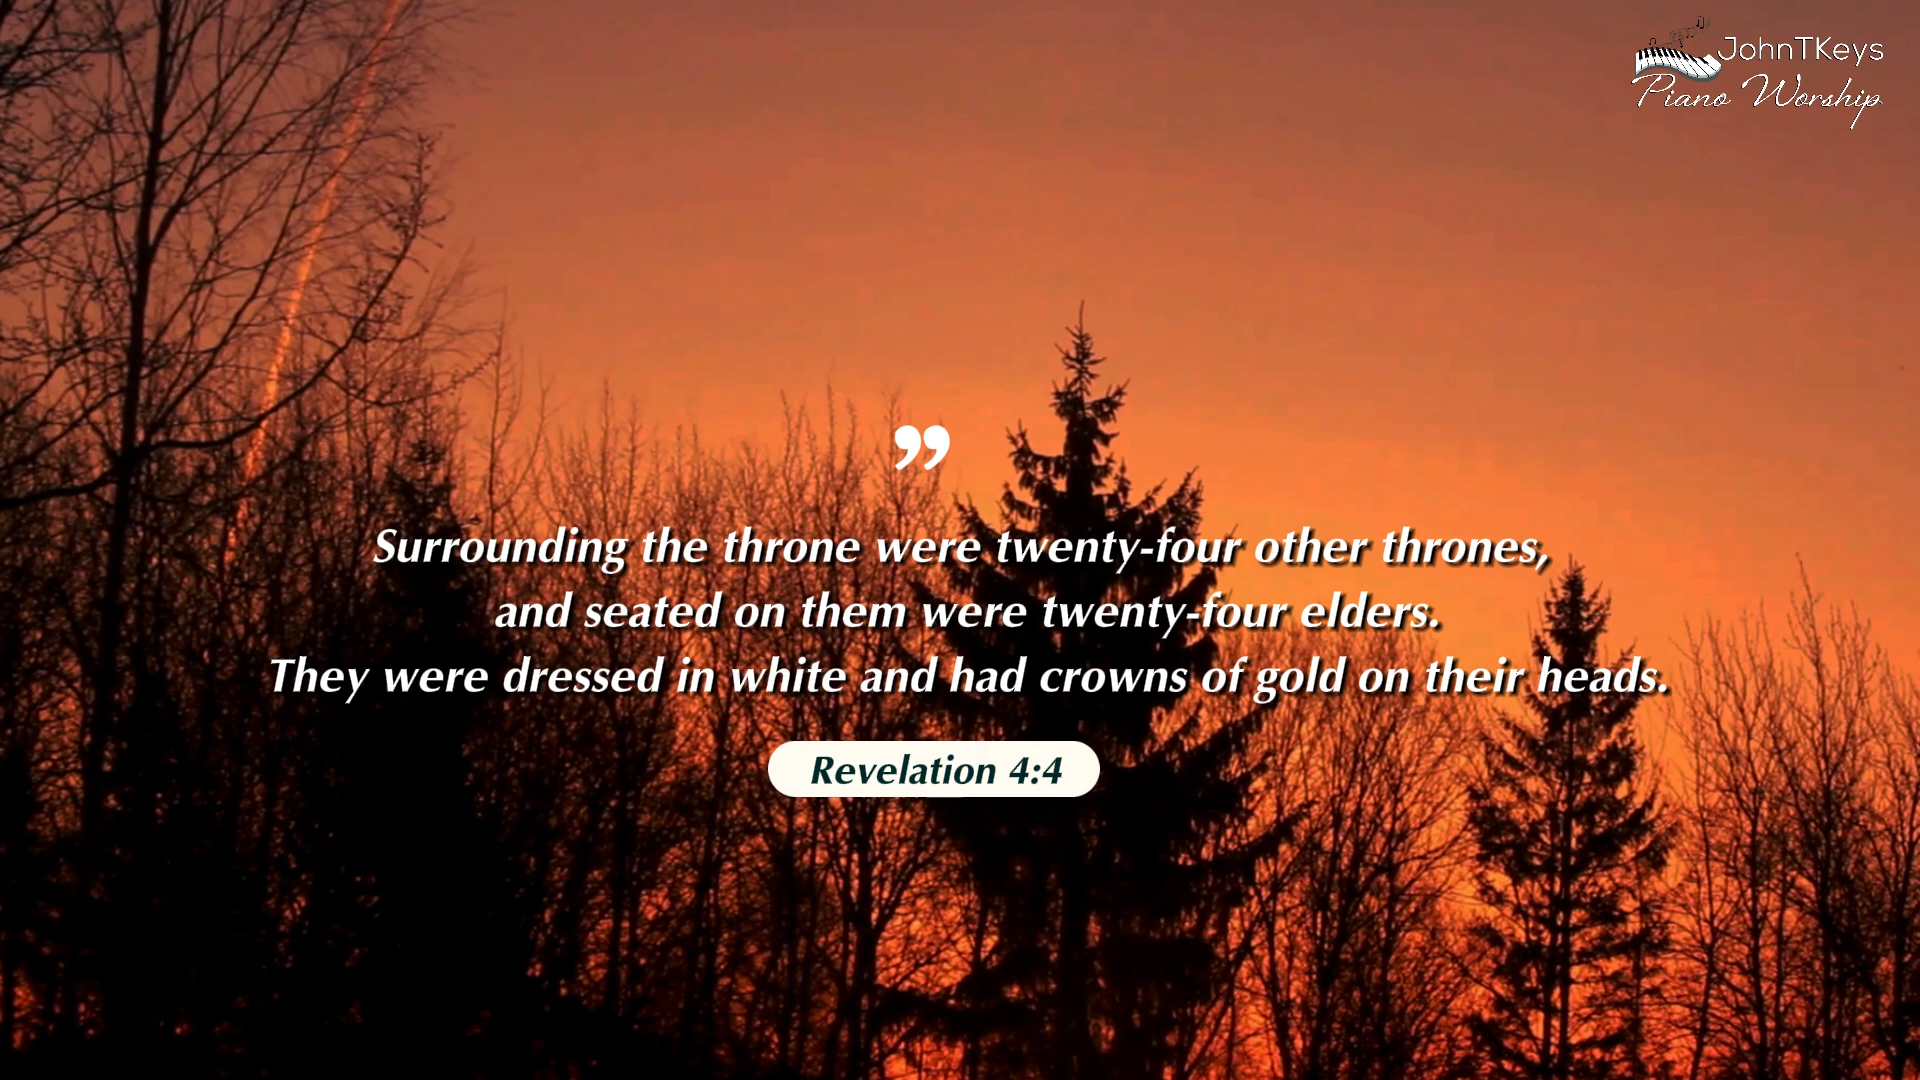 JohnTKeys
Piano Worship
”
Surrounding the throne were twenty-four other thrones,
and seated on them were twenty-four elders.
They were dressed in white and had crowns of gold on their heads.
Revelation 4:4